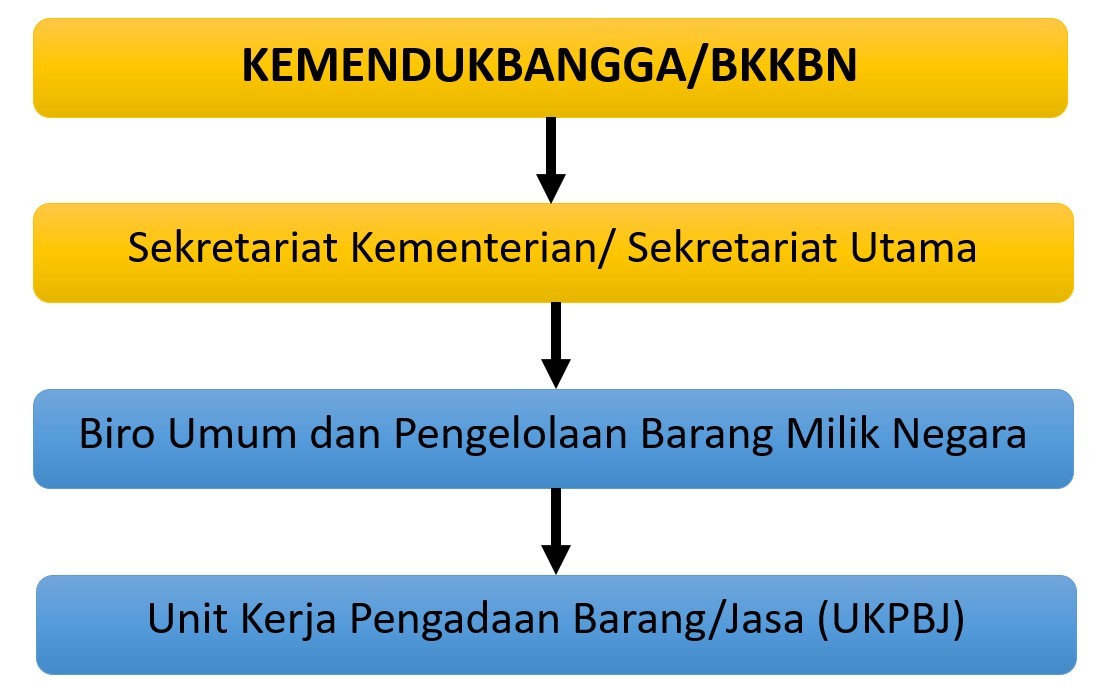 KEMENDUKBANGGA/BKKBN
Sekretariat Kementerian/ Sekretariat Utama
Biro Umum dan Pengelolaan Barang Milik Negara
Unit Kerja Pengadaan Barang/Jasa (UKPBJ)